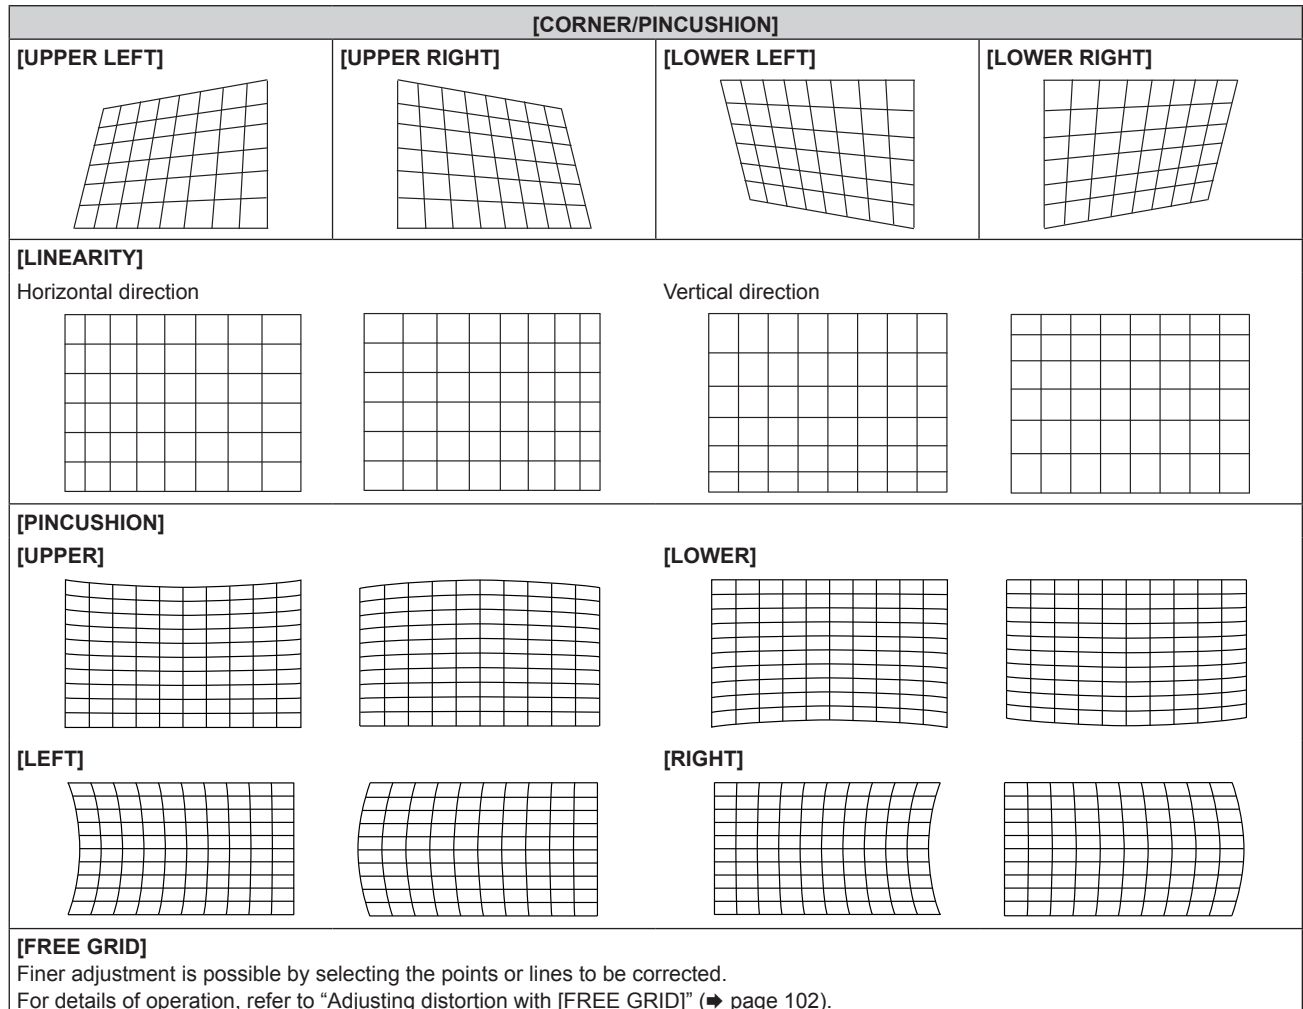 [CORNER/PINCUSHION]
[UPPER LEFT]
[UPPER RIGHT]
[LOWER LEFT]
[LOWER RIGHT]
[LINEARITY]
Horizontal direction
Vertical direction
[PINCUSHION]
[UPPER]
[LOWER]
[LEFT]
[RIGHT]
[FREE GRID]
Finer adjustment is possible by selecting the points or lines to be corrected.
For details of operation, refer to “Adjusting distortion with [FREE GRID]” (➡ page 102).